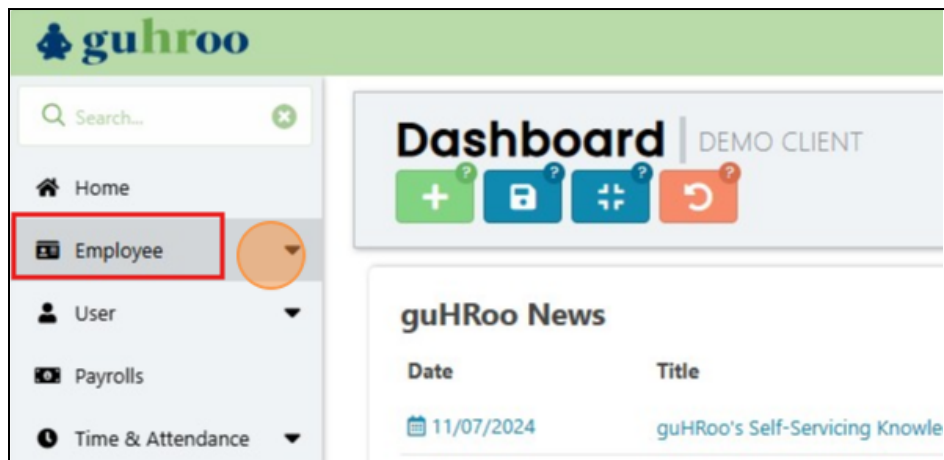 guhroo
Search...
Home
Employee
User
Payrolls
Time & Attendance
Dashboard
DEMO CLIENT
? ? ? ?
guHRoo News
Date Title
11/07/2024 guHRoo's Self-Servicing Knowle